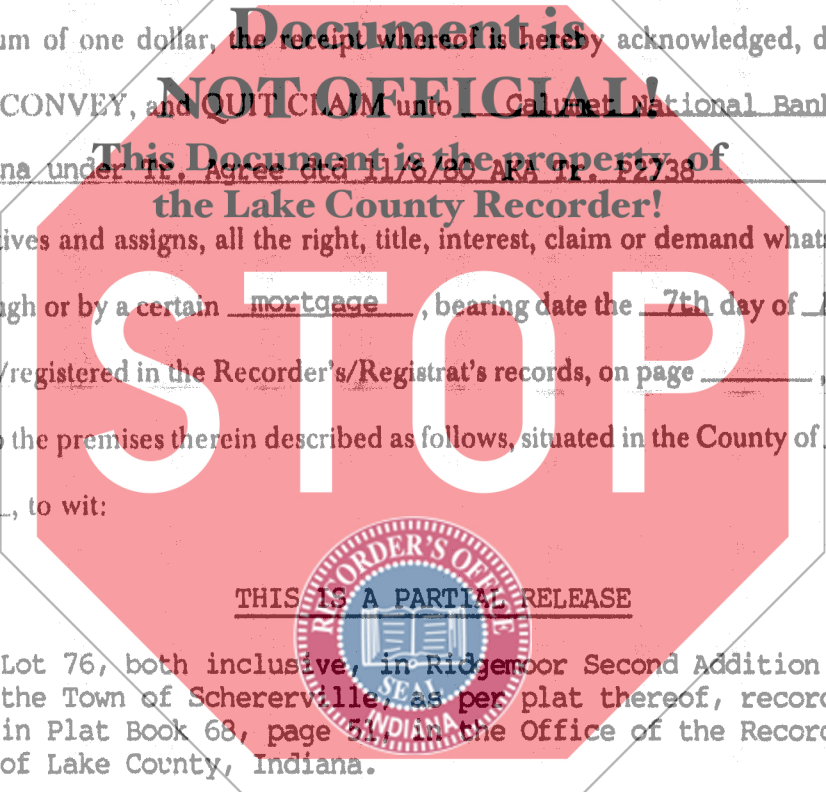 um of one dollar, the receipt whereof is hereby acknowledged, d
CONVEY, and QUIT CLAIM unto Calumet National Bank
na under Tr. Agree dtd 11/6/80 AKA Tr. P2738
ives and assigns, all the right, title, interest, claim or demand whats
gh or by a certain mortgage, bearing date the 7th day of
/registered in the Recorder's/Registrat's records, on page ______,
o the premises therein described as follows, situated in the County of
_, to wit:
THIS IS A PARTIAL RELEASE
Lot 76, both inclusive, in Ridgemoor Second Addition
the Town of Schererville, as per plat thereof, record
in Plat Book 68, page 51, in the Office of the Record
of Lake County, Indiana.
Document is
NOT OFFICIAL!
This Document is the property of
the Lake County Recorder!
STOP
RECORDER'S OFFICE
SEAL
INDIANA